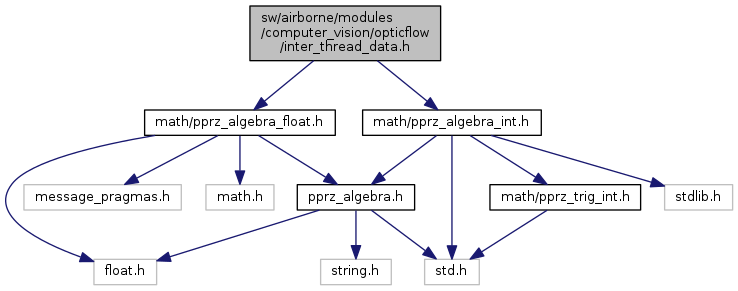 sw/airborne/modules
/computer_vision/opticflow
/inter_thread_data.h
math/pprz_algebra_float.h
math/pprz_algebra_int.h
message_pragmas.h
math.h
pprz_algebra.h
math/pprz_trig_int.h
stdlib.h
float.h
string.h
std.h